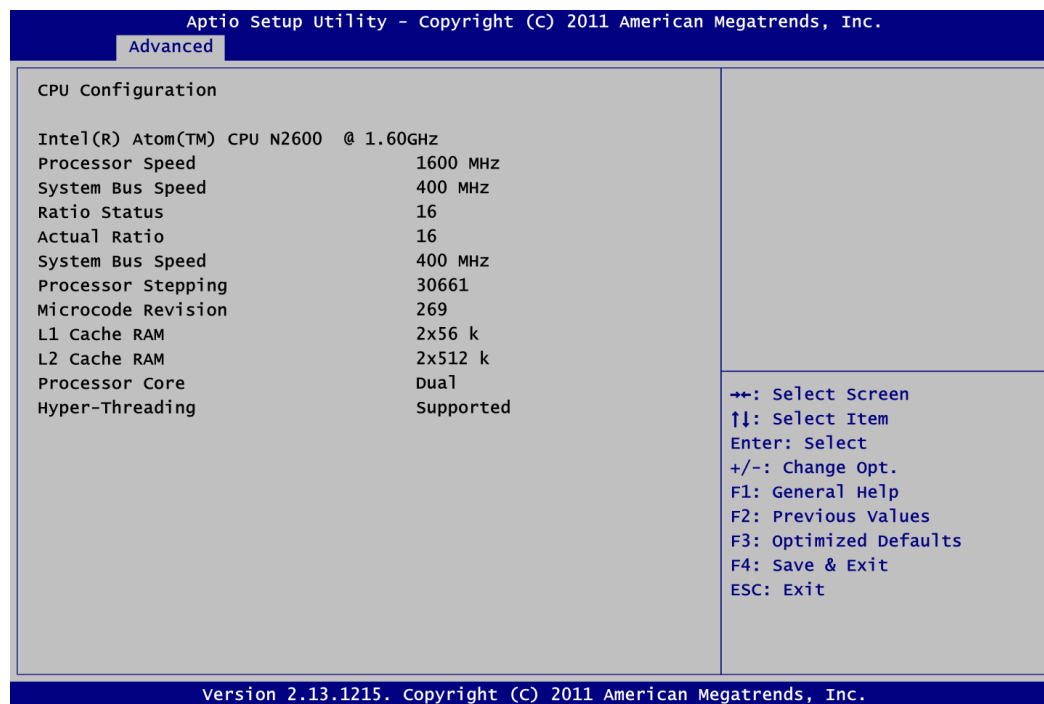 Aptio Setup Utility - Copyright (C) 2011 American Megatrends, Inc.
Advanced
CPU Configuration
Intel(R) Atom(TM) CPU N2600 @ 1.60GHz
Processor Speed 1600 MHz
System Bus Speed 400 MHz
Ratio Status 16
Actual Ratio 16
System Bus Speed 400 MHz
Processor Stepping 30661
Microcode Revision 269
L1 Cache RAM 2x56 k
L2 Cache RAM 2x512 k
Processor Core Dual
Hyper-Threading Supported
→←: Select Screen
↑↓: Select Item
Enter: Select
+/-: Change Opt.
F1: General Help
F2: Previous Values
F3: Optimized Defaults
F4: Save & Exit
ESC: Exit
Version 2.13.1215. Copyright (C) 2011 American Megatrends, Inc.